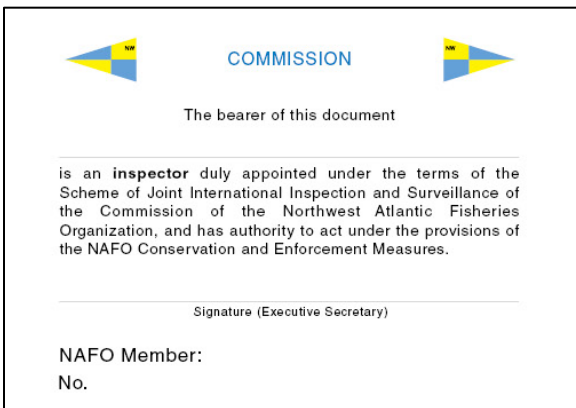 NW
COMMISSION
NW
The bearer of this document
is an inspector duly appointed under the terms of the
Scheme of Joint International Inspection and Surveillance of
the Commission of the Northwest Atlantic Fisheries
Organization, and has authority to act under the provisions of
the NAFO Conservation and Enforcement Measures.
Signature (Executive Secretary)
NAFO Member:
No.